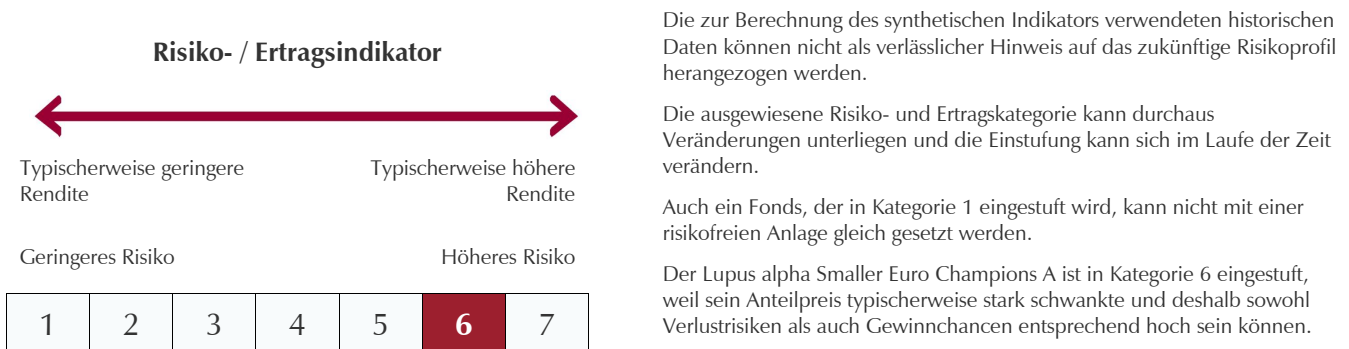 Risiko- / Ertragsindikator
Typischerweise geringere
Rendite
Typischerweise höhere
Rendite
Geringeres Risiko
Höheres Risiko
1 2 3 4 5 6 7
Die zur Berechnung des synthetischen Indikators verwendeten historischen
Daten können nicht als verlässlicher Hinweis auf das zukünftige Risikoprofil
herangezogen werden.
Die ausgewiesene Risiko- und Ertragskategorie kann durchaus
Veränderungen unterliegen und die Einstufung kann sich im Laufe der Zeit
verändern.
Auch ein Fonds, der in Kategorie 1 eingestuft wird, kann nicht mit einer
risikofreien Anlage gleich gesetzt werden.
Der Lupus alpha Smaller Euro Champions A ist in Kategorie 6 eingestuft,
weil sein Anteilpreis typischerweise stark schwankte und deshalb sowohl
Verlustrisiken als auch Gewinnchancen entsprechend hoch sein können.